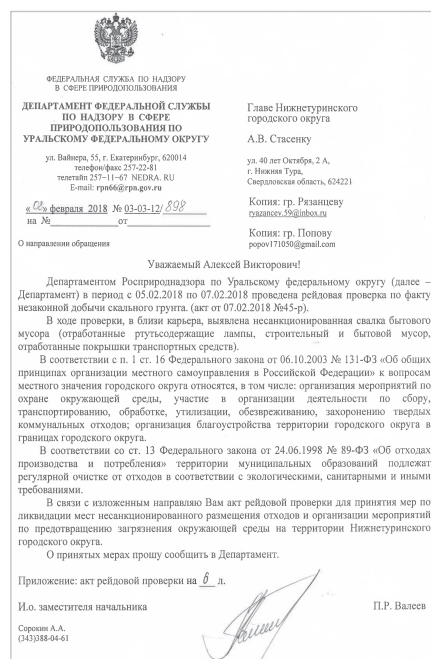 ФЕДЕРАЛЬНАЯ СЛУЖБА ПО НАДЗОРУ
В СФЕРЕ ПРИРОДОПОЛЬЗОВАНИЯ
ДЕПАРТАМЕНТ ФЕДЕРАЛЬНОЙ СЛУЖБЫ
ПО НАДЗОРУ В СФЕРЕ
ПРИРОДОПОЛЬЗОВАНИЯ ПО
УРАЛЬСКОМУ ФЕДЕРАЛЬНОМУ ОКРУГУ
ул. Вайнера, 55, г. Екатеринбург, 620014
телефон/факс 257-22-81
телетайп 257–11–67 NEDRA. RU
E-mail: rpn66@rpn.gov.ru
«08» февраля 2018 № 03-03-12/898
на №__________от__________
О направлении обращения
Главе Нижнетуринского
городского округа
А.В. Стасенку
ул. 40 лет Октября, 2 А,
г. Нижняя Тура,
Свердловская область, 624221
Копия: гр. Рязанцеву
ryazancev.59@inbox.ru
Копия: гр. Попову
popov171050@gmail.com
Уважаемый Алексей Викторович!
Департаментом Росприроднадзора по Уральскому федеральному округу (далее –
Департамент) в период с 05.02.2018 по 07.02.2018 проведена рейдовая проверка по факту
незаконной добычи скального грунта. (акт от 07.02.2018 №45-р).
В ходе проверки, в близи карьера, выявлена несанкционированная свалка бытового
мусора (отработанные ртутьсодержащие лампы, строительный и бытовой мусор,
отработанные покрышки транспортных средств).
В соответствии с п. 1 ст. 16 Федерального закона от 06.10.2003 № 131-ФЗ «Об общих
принципах организации местного самоуправления в Российской Федерации» к вопросам
местного значения городского округа относятся, в том числе: организация мероприятий по
охране окружающей среды, участие в организации деятельности по сбору,
транспортированию, обработке, утилизации, обезвреживанию, захоронению твердых
коммунальных отходов; организация благоустройства территории городского округа в
границах городского округа.
В соответствии со ст. 13 Федерального закона от 24.06.1998 № 89-ФЗ «Об отходах
производства и потребления» территории муниципальных образований подлежат
регулярной очистке от отходов в соответствии с экологическими, санитарными и иными
требованиями.
В связи с изложенным направляю Вам акт рейдовой проверки для принятия мер по
ликвидации мест несанкционированного размещения отходов и организации мероприятий
по предотвращению загрязнения окружающей среды на территории Нижнетуринского
городского округа.
О принятых мерах прошу сообщить в Департамент.
Приложение: акт рейдовой проверки на 6 л.
И.о. заместителя начальника П.Р. Валеев
Сорокин А.А.
(343)388-04-61